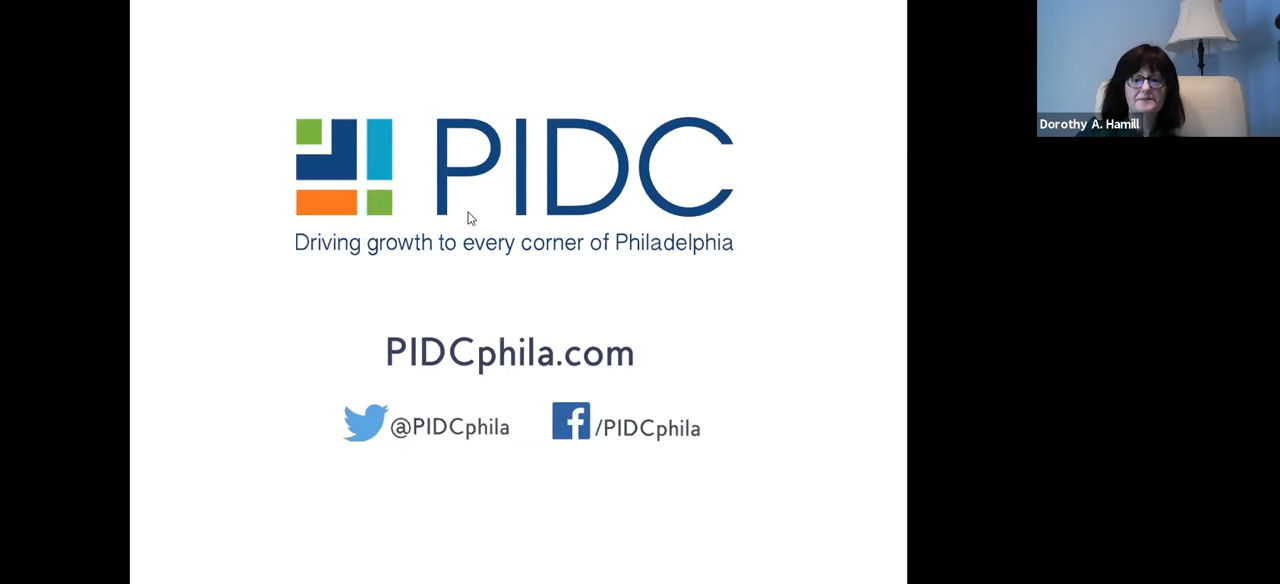 PIDC
Driving growth to every corner of Philadelphia
PIDCphila.com
@PIDCphila
/PIDCphila
Dorothy A. Hamill